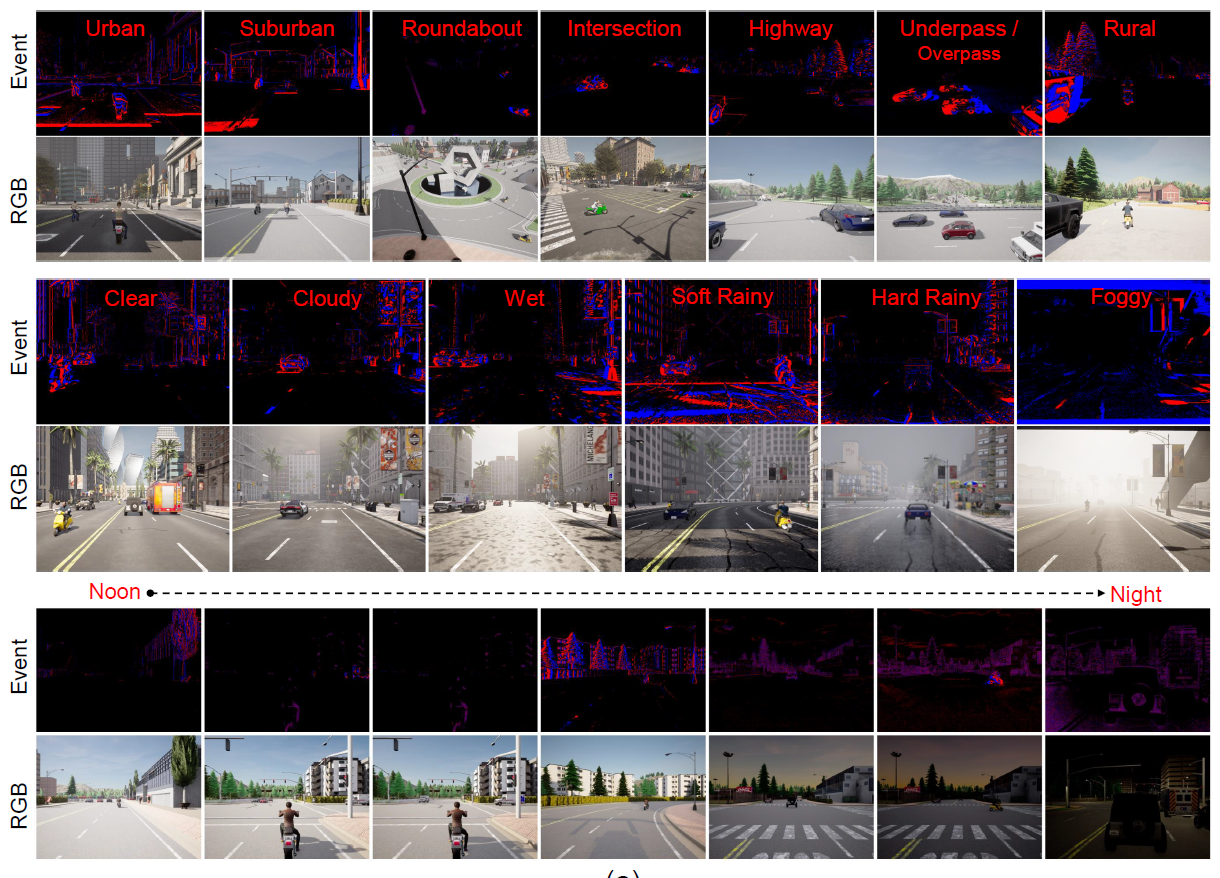 Event
Urban
Suburban
Roundabout
Intersection
Highway
Underpass /
Overpass
Rural
RGB
Event
Clear
Cloudy
Wet
Soft Rainy
Hard Rainy
Foggy
RGB
MICHELANG
Noon
Night
Event
RGB